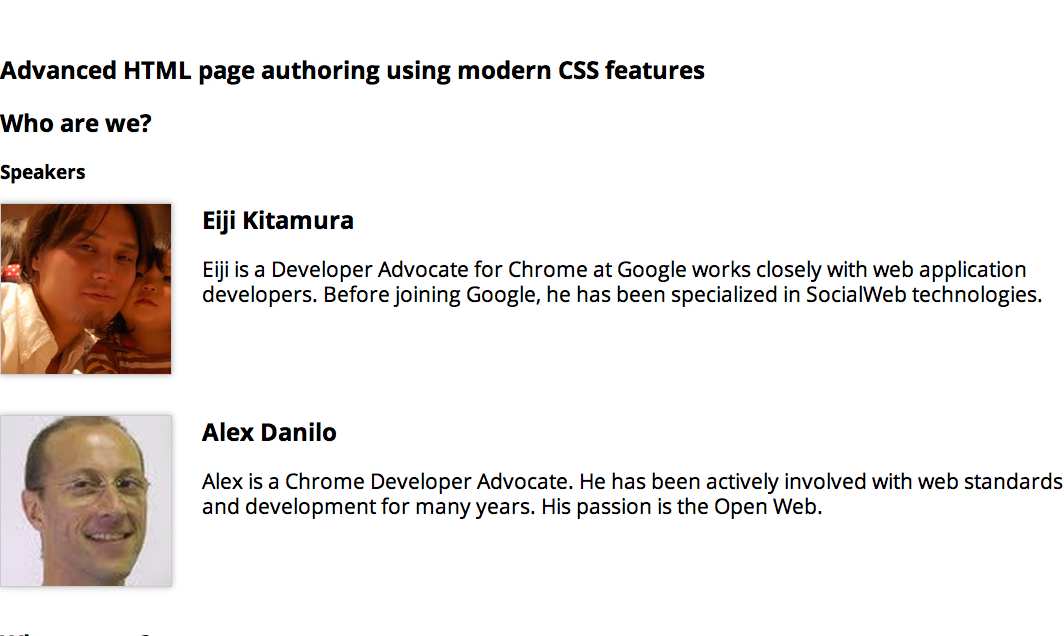 Advanced HTML page authoring using modern CSS features
Who are we?
Speakers
Eiji Kitamura
Eiji is a Developer Advocate for Chrome at Google works closely with web application
developers. Before joining Google, he has been specialized in SocialWeb technologies.
Alex Danilo
Alex is a Chrome Developer Advocate. He has been actively involved with web standards
and development for many years. His passion is the Open Web.